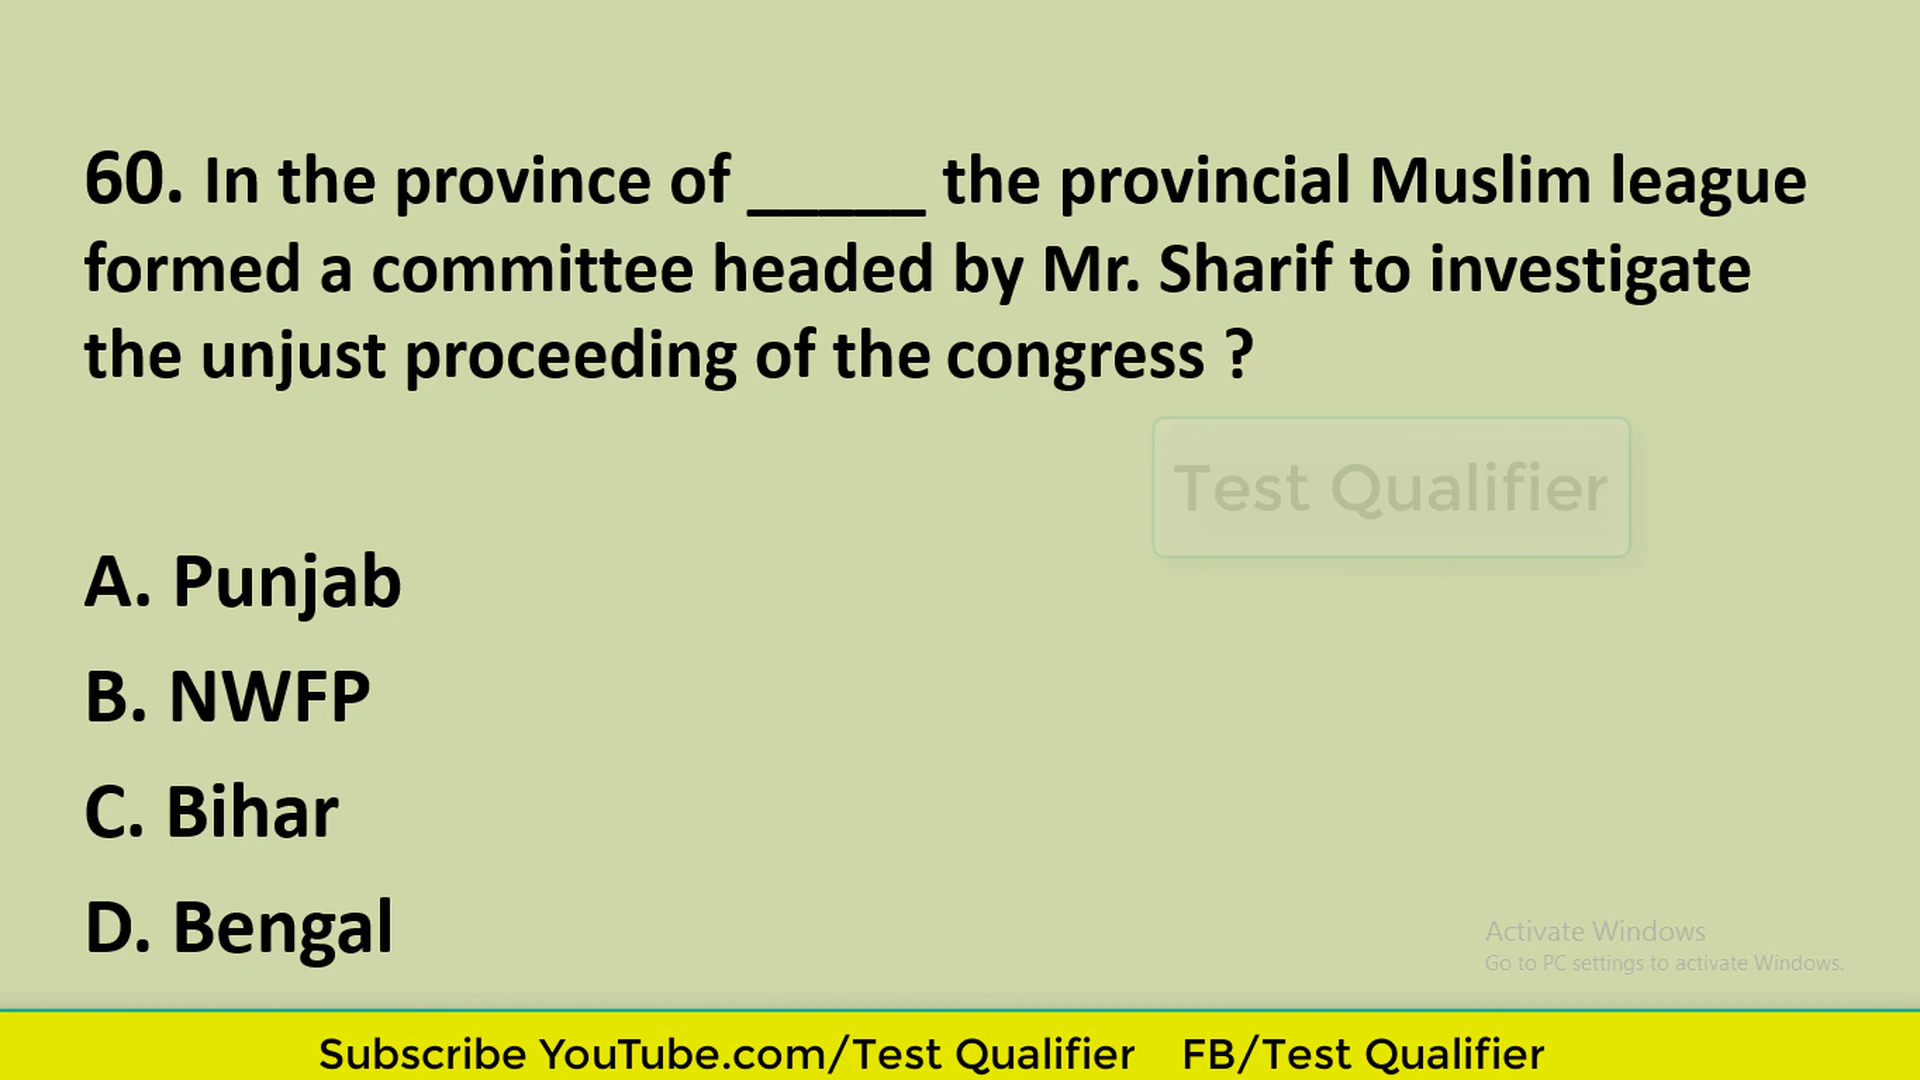 60. In the province of _____ the provincial Muslim league
formed a committee headed by Mr. Sharif to investigate
the unjust proceeding of the congress ?
Test Qualifier
A. Punjab
B. NWFP
C. Bihar
D. Bengal
Activate Windows
Go to PC settings to activate Windows.
Subscribe YouTube.com/Test Qualifier FB/Test Qualifier